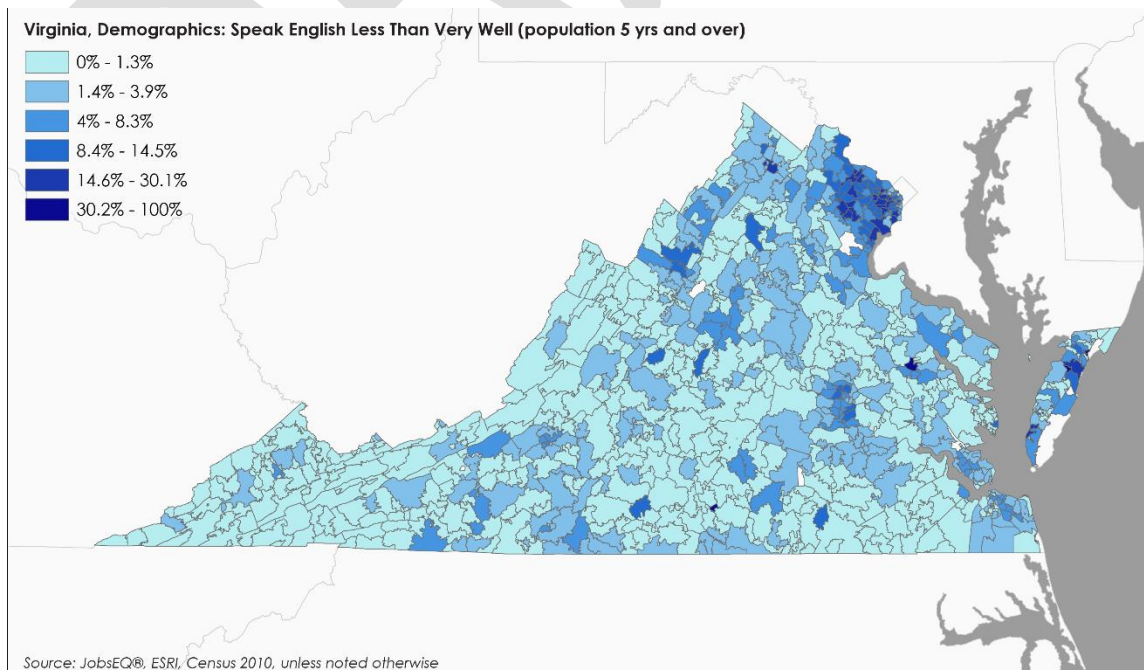 Virginia, Demographics: Speak English Less Than Very Well (population 5 yrs and over)
0% - 1.3%
1.4% - 3.9%
4% - 8.3%
8.4% - 14.5%
14.6% - 30.1%
30.2% - 100%
Source: JobsEQ®, ESRI, Census 2010, unless noted otherwise